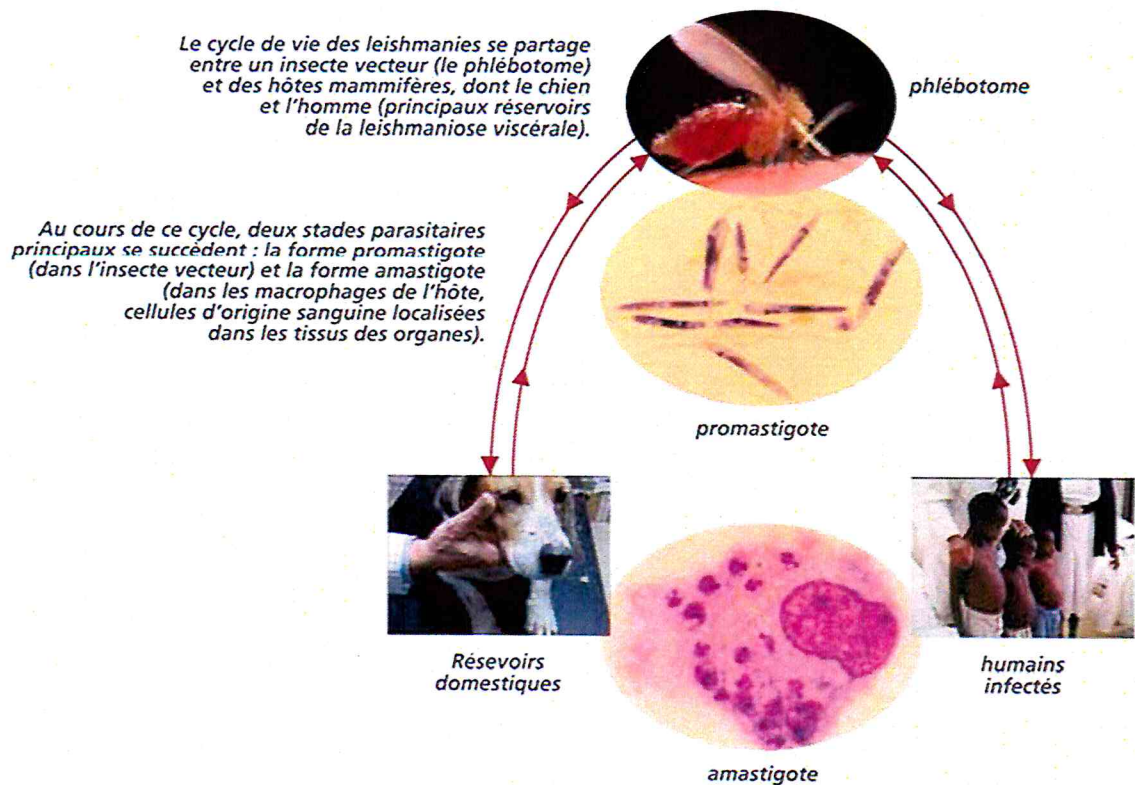 Le cycle de vie des leishmanies se partage
entre un insecte vecteur (le phlébotome)
et des hôtes mammifères, dont le chien
et l'homme (principaux réservoirs
de la leishmaniose viscérale).
phlébotome
Au cours de ce cycle, deux stades parasitaires
principaux se succèdent : la forme promastigote
(dans l'insecte vecteur) et la forme amastigote
(dans les macrophages de l'hôte,
cellules d'origine sanguine localisées
dans les tissus des organes).
promastigote
Résevoirs
domestiques
humains
infectés
amastigote